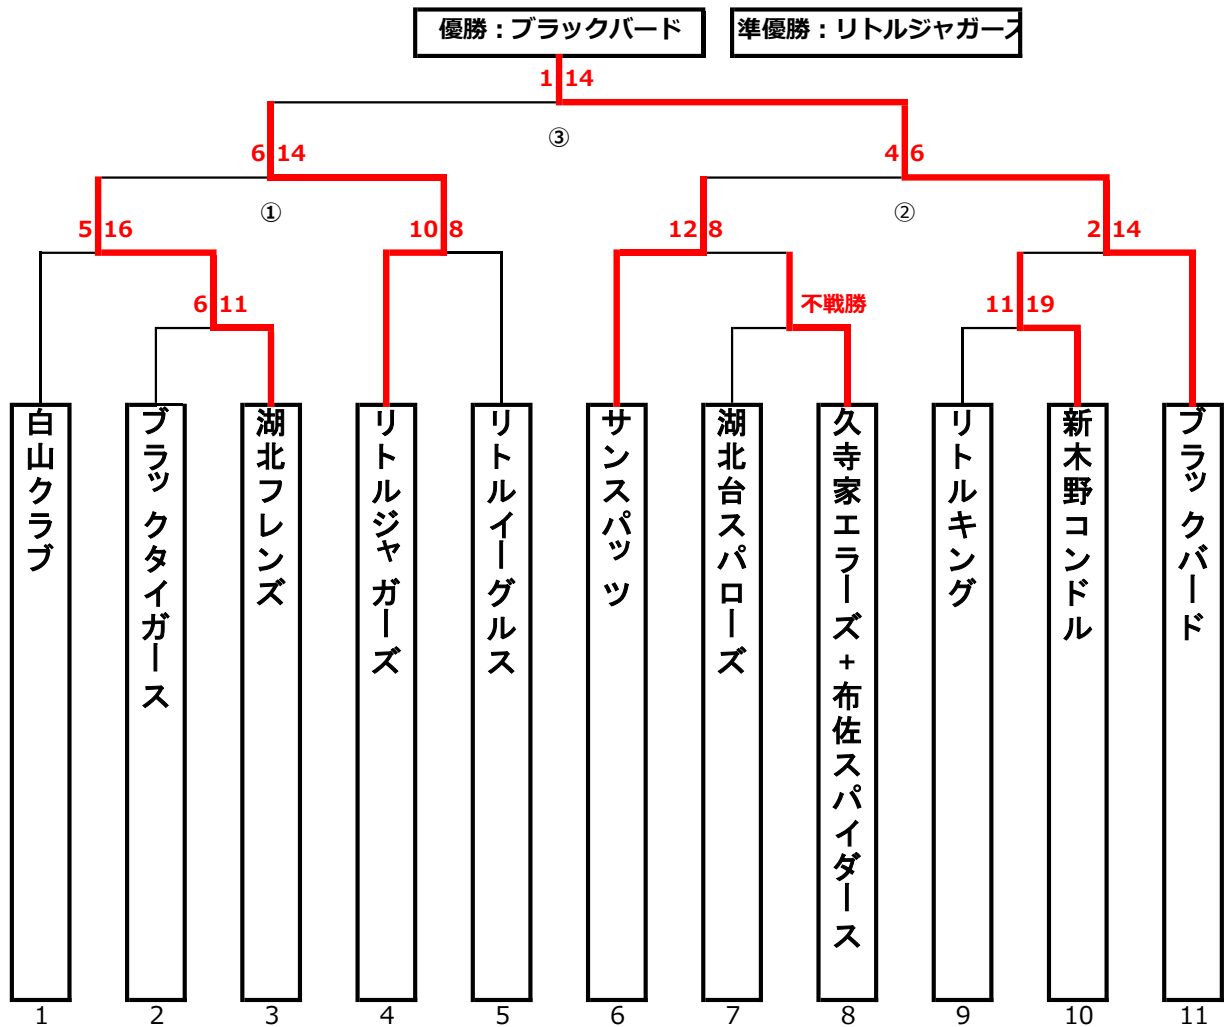 優勝：ブラックバード
準優勝：リトルジャガーズ
1 14
③
6 14
4 6
①
②
5 16
10 8
12 8
2 14
6 11
不戦勝
11 19
白山クラブ
ブラックタイガース
湖北フレンズ
リトルジャガーズ
リトルイーグルス
サンスパッツ
湖北台スパローズ
久寺家エラーズ+布佐スパイダース
リトルキング
新木野コンドル
ブラックバード
1 2 3 4 5 6 7 8 9 10 11